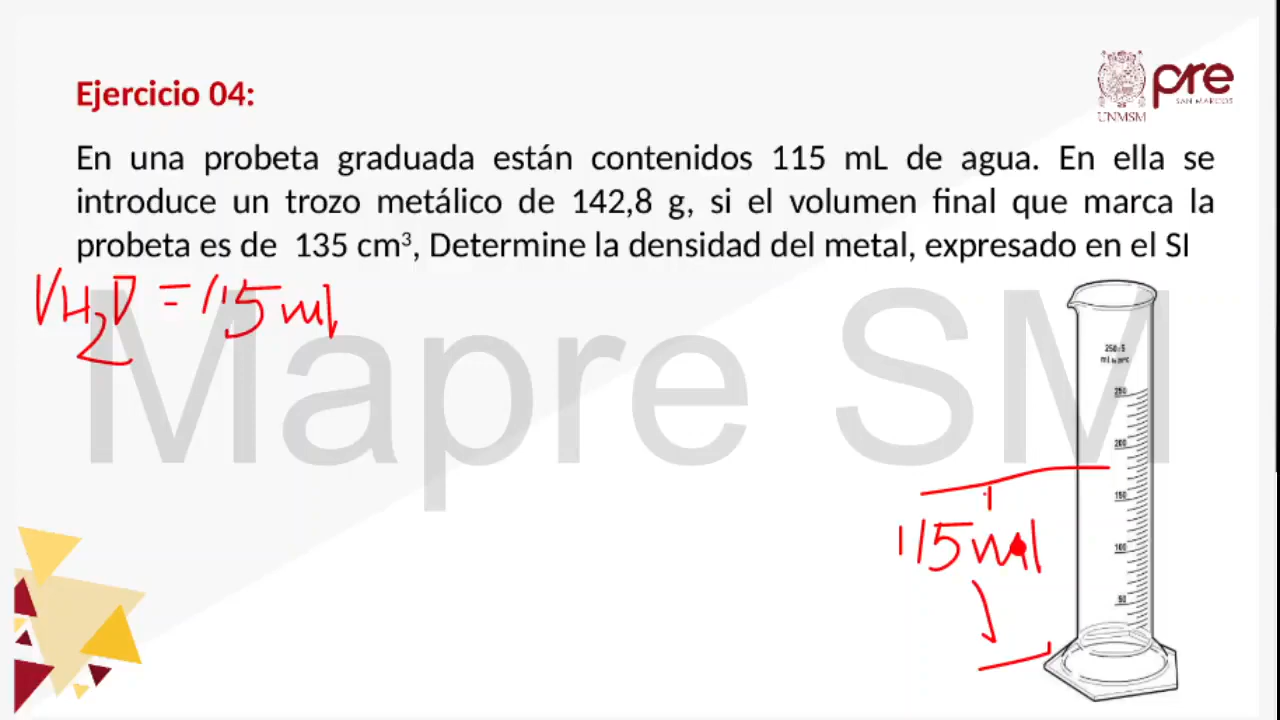 Ejercicio 04:
pre
SAN MARCOS
UNMSM
En una probeta graduada están contenidos 115 mL de agua. En ella se
introduce un trozo metálico de 142,8 g, si el volumen final que marca la
probeta es de 135 cm³, Determine la densidad del metal, expresado en el SI
VH₂O = 115 ml
Mapre SM
250:5
250
200
150
115 ml
100
50